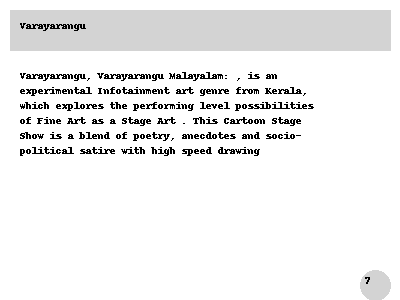 Varayarangu
Varayarangu, Varayarangu Malayalam: , is an
experimental Infotainment art genre from Kerala,
which explores the performing level possibilities
of Fine Art as a Stage Art . This Cartoon Stage
Show is a blend of poetry, anecdotes and socio-
political satire with high speed drawing
7